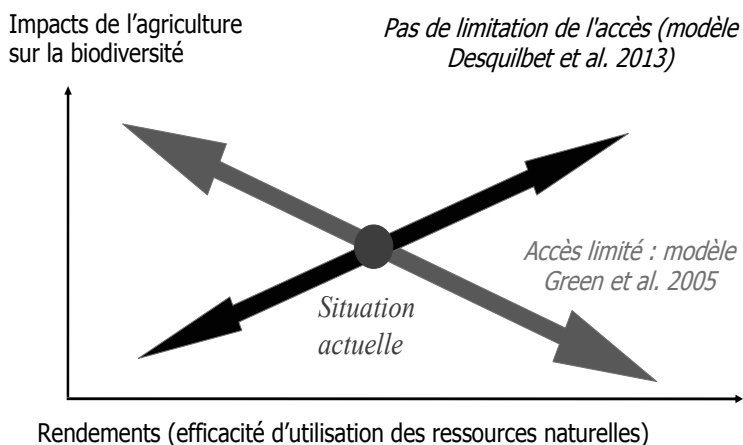 Impacts de l’agriculture
sur la biodiversité
Pas de limitation de l'accès (modèle
Desquilbet et al. 2013)
Accès limité : modèle
Green et al. 2005
Situation
actuelle
Rendements (efficacité d’utilisation des ressources naturelles)